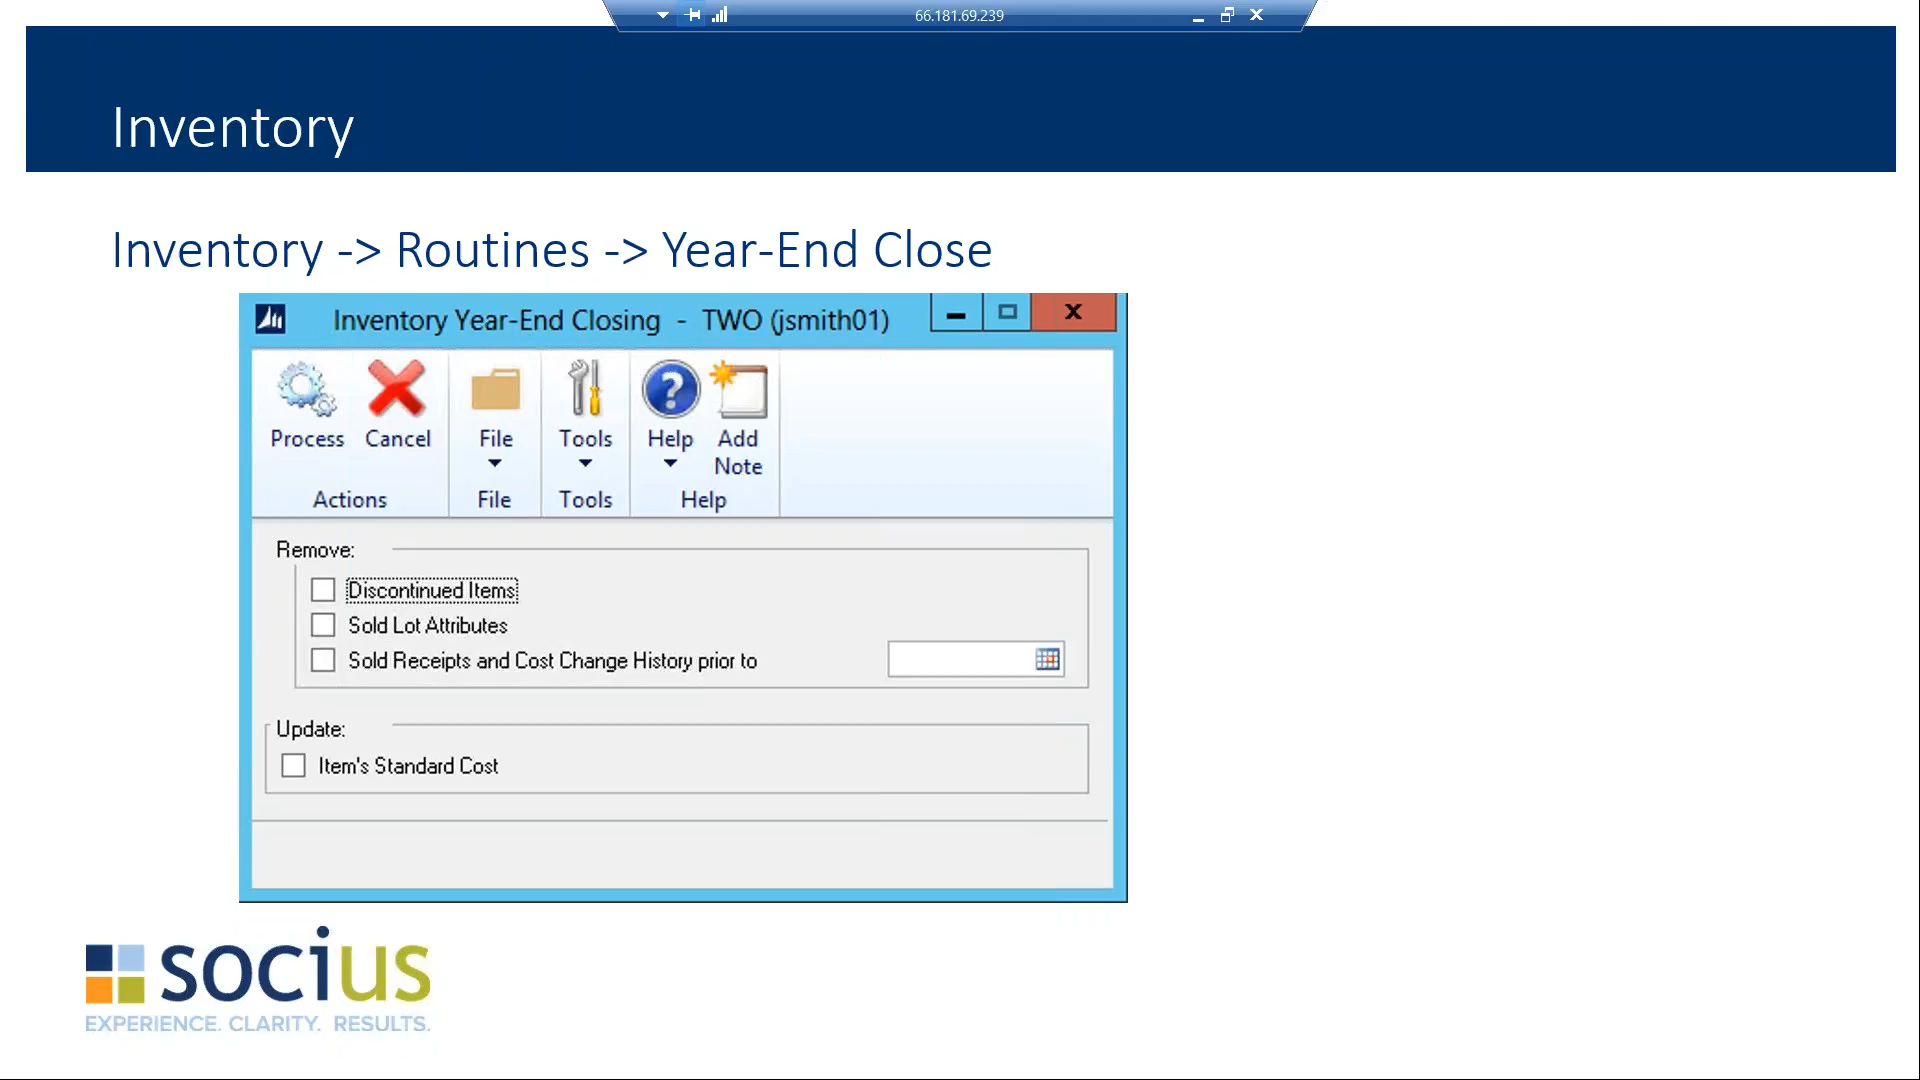 66.181.69.239
Inventory
Inventory -> Routines -> Year-End Close
Inventory Year-End Closing - TWO (jsmith01)
Process Cancel File Tools Help Add Note
Actions File Tools Help
Remove:
Discontinued Items
Sold Lot Attributes
Sold Receipts and Cost Change History prior to
Update:
Item's Standard Cost
socius
EXPERIENCE. CLARITY. RESULTS.